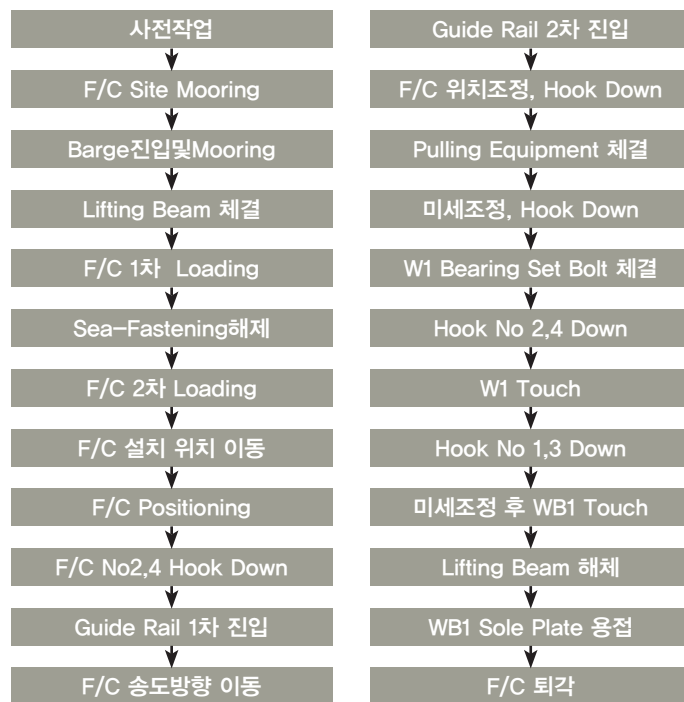 사전작업
F/C Site Mooring
Barge진입및Mooring
Lifting Beam 체결
F/C 1차 Loading
Sea-Fastening해제
F/C 2차 Loading
F/C 설치 위치 이동
F/C Positioning
F/C No2,4 Hook Down
Guide Rail 1차 진입
F/C 송도방향 이동
Guide Rail 2차 진입
F/C 위치조정, Hook Down
Pulling Equipment 체결
미세조정, Hook Down
W1 Bearing Set Bolt 체결
Hook No 2,4 Down
W1 Touch
Hook No 1,3 Down
미세조정 후 WB1 Touch
Lifting Beam 해체
WB1 Sole Plate 용접
F/C 퇴각